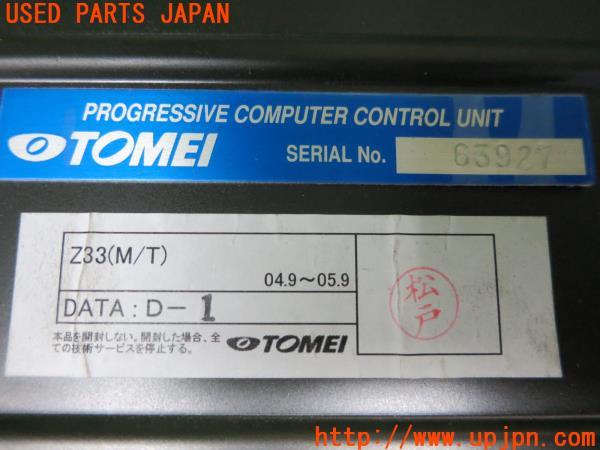 USED PARTS JAPAN
PROGRESSIVE COMPUTER CONTROL UNIT
TOMEI SERIAL No. 63927
Z33(M/T)
04.9～05.9
DATA : D-1
松戸
本品を開封しない。開封した場合、全
ての技術サービスを停止する。
TOMEI
UPJ
http://www.upjpn.com/